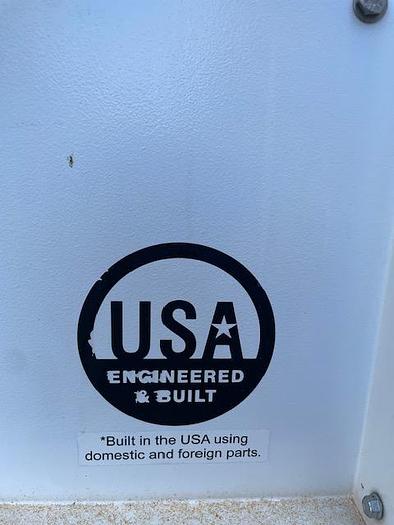 USA
ENGINEERED
& BUILT
*Built in the USA using
domestic and foreign parts.